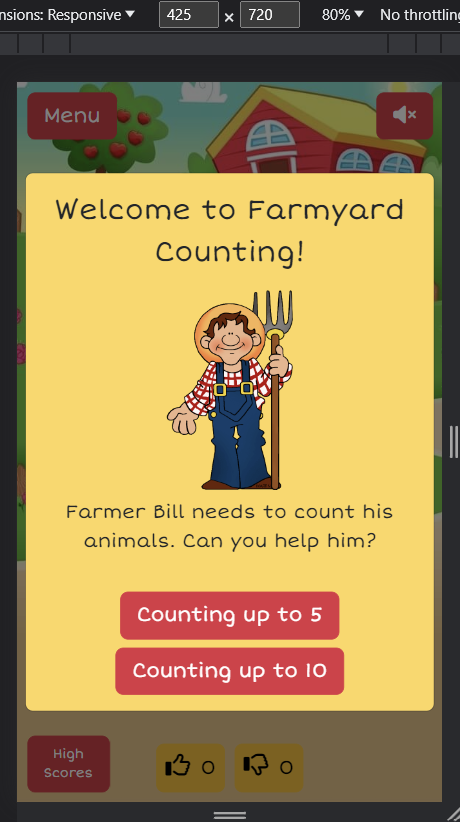 nsions: Responsive 425 × 720 80% No throttling
Menu
Welcome to Farmyard
Counting!
Farmer Bill needs to count his
animals. Can you help him?
Counting up to 5
Counting up to 10
High
Scores
0
0